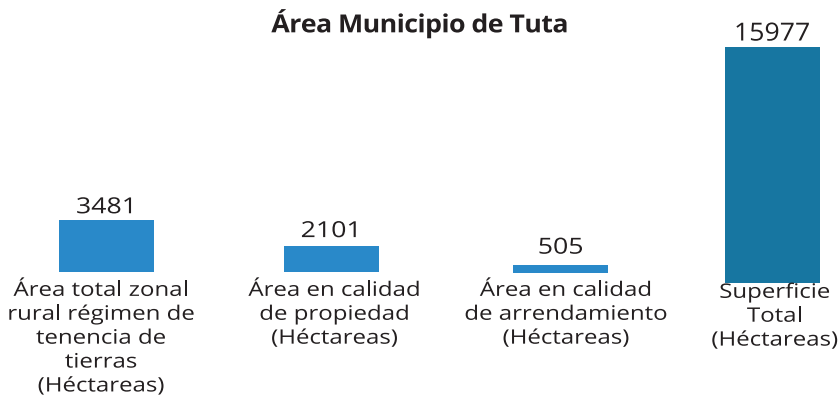 Área Municipio de Tuta
15977
3481
2101
505
Área total zonal
rural régimen de
tenencia de
tierras
(Héctareas)
Área en calidad
de propiedad
(Héctareas)
Área en calidad
de arrendamiento
(Héctareas)
Superficie
Total
(Héctareas)